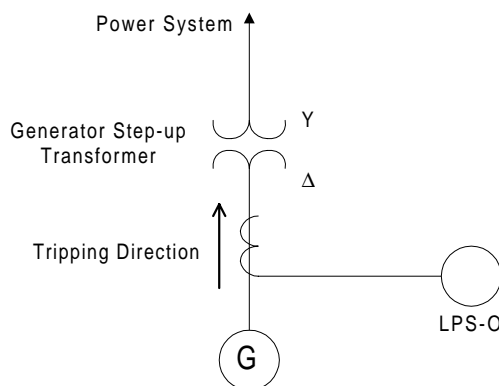 Power System
Y
Generator Step-up
Transformer
Δ
Tripping Direction
LPS-O
G